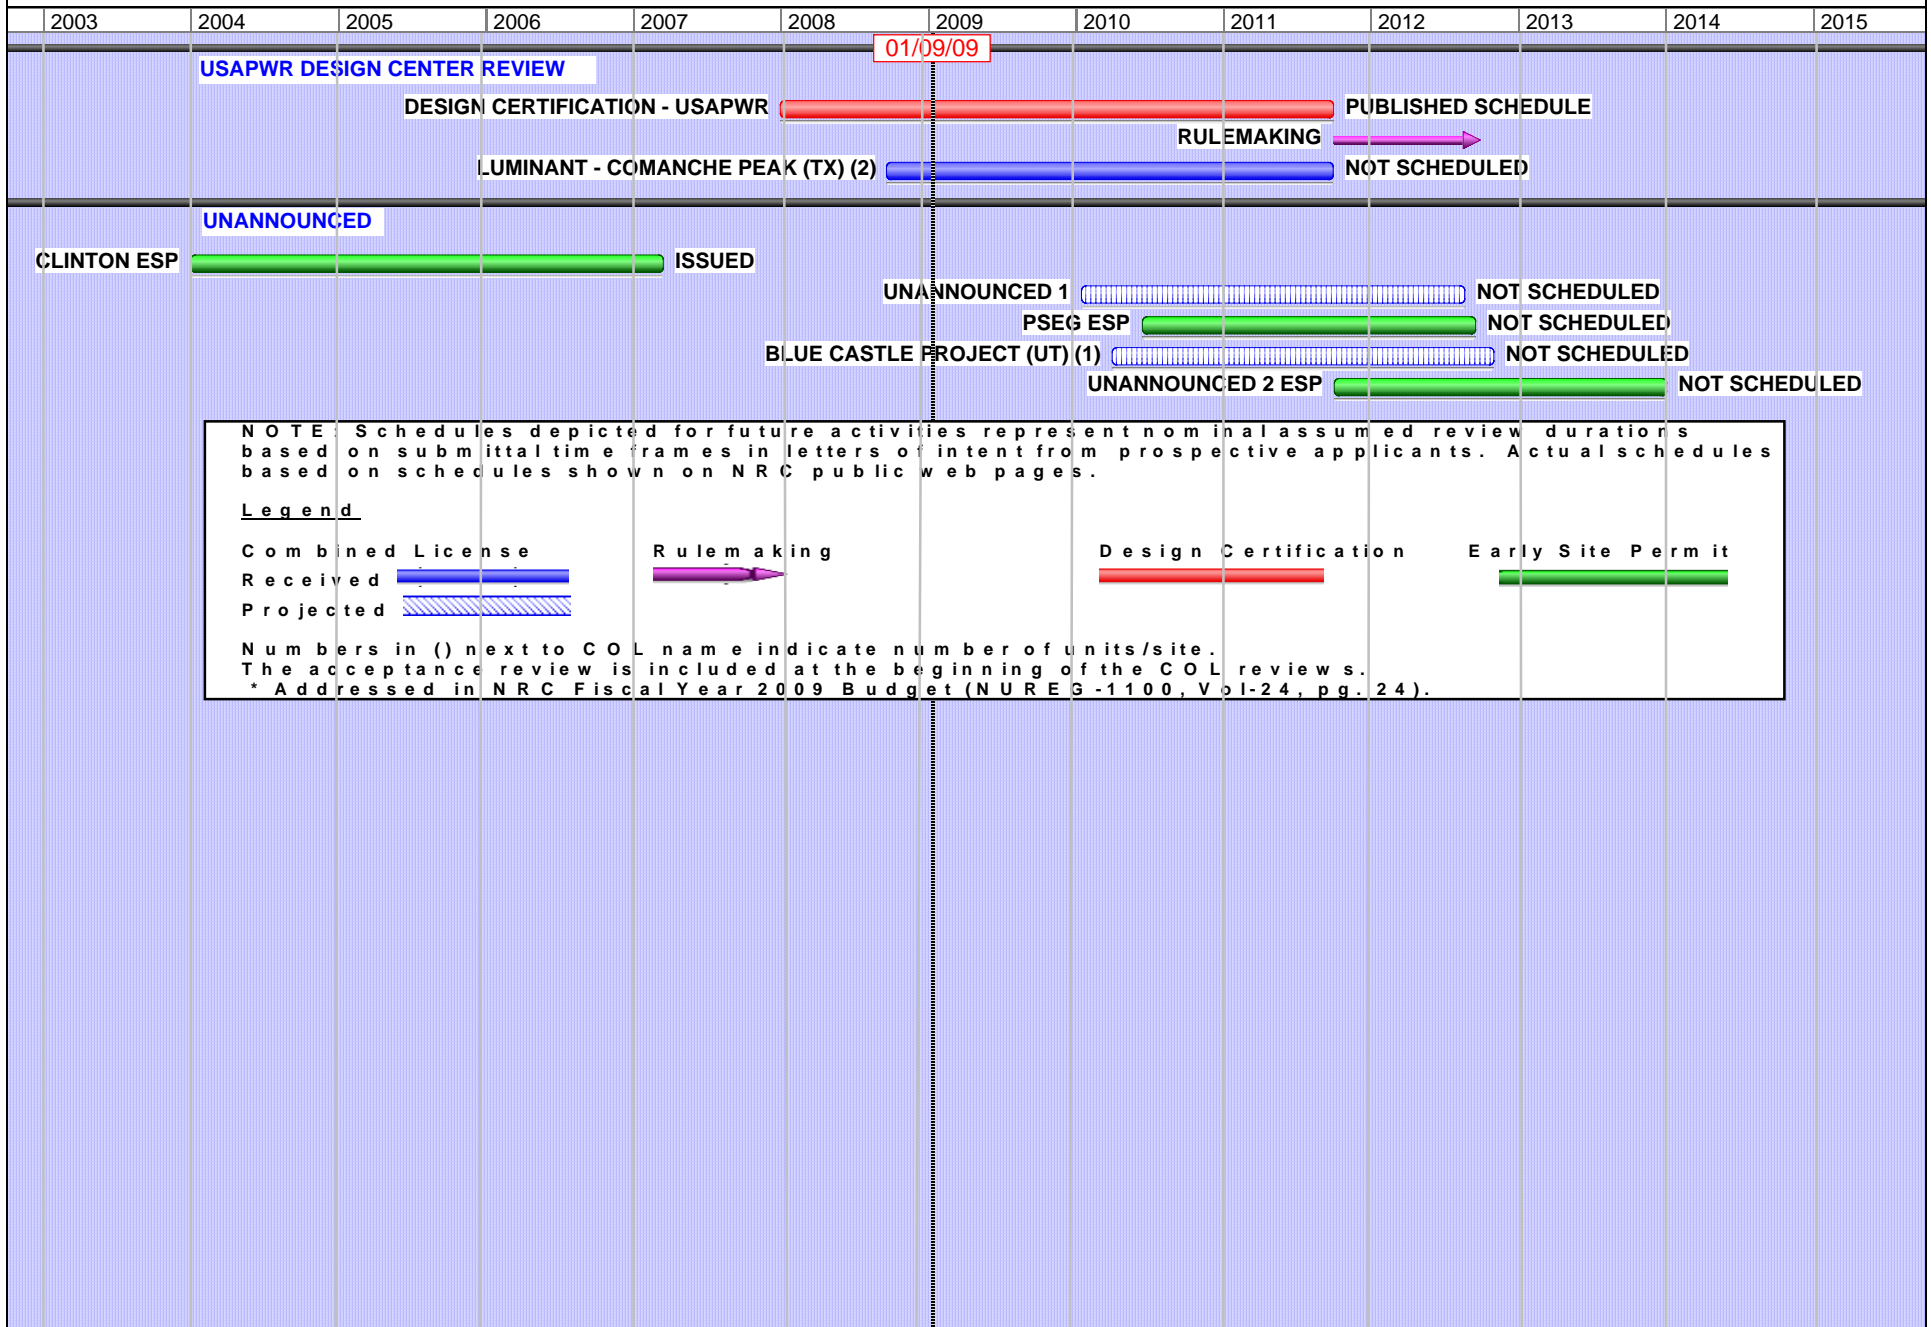 2003 2004 2005 2006 2007 2008 2009 2010 2011 2012 2013 2014 2015
01/09/09
USAPWR DESIGN CENTER REVIEW
DESIGN CERTIFICATION - USAPWR PUBLISHED SCHEDULE
RULEMAKING
LUMINANT - COMANCHE PEAK (TX) (2) NOT SCHEDULED
UNANNOUNCED
CLINTON ESP ISSUED
UNANNOUNCED 1 NOT SCHEDULED
PSEG ESP NOT SCHEDULED
BLUE CASTLE PROJECT (UT) (1) NOT SCHEDULED
UNANNOUNCED 2 ESP NOT SCHEDULED
NOTE: Schedules depicted for future activities represent nominal assumed review durations
based on submittal time frames in letters of intent from prospective applicants. Actual schedules
based on schedules shown on NRC public web pages.
Legend
Combined License Rulemaking Design Certification Early Site Permit
Received
Projected
Numbers in () next to COL name indicate number of units/site.
The acceptance review is included at the beginning of the COL reviews.
* Addressed in NRC Fiscal Year 2009 Budget (NUREG-1100, Vol-24, pg. 24).